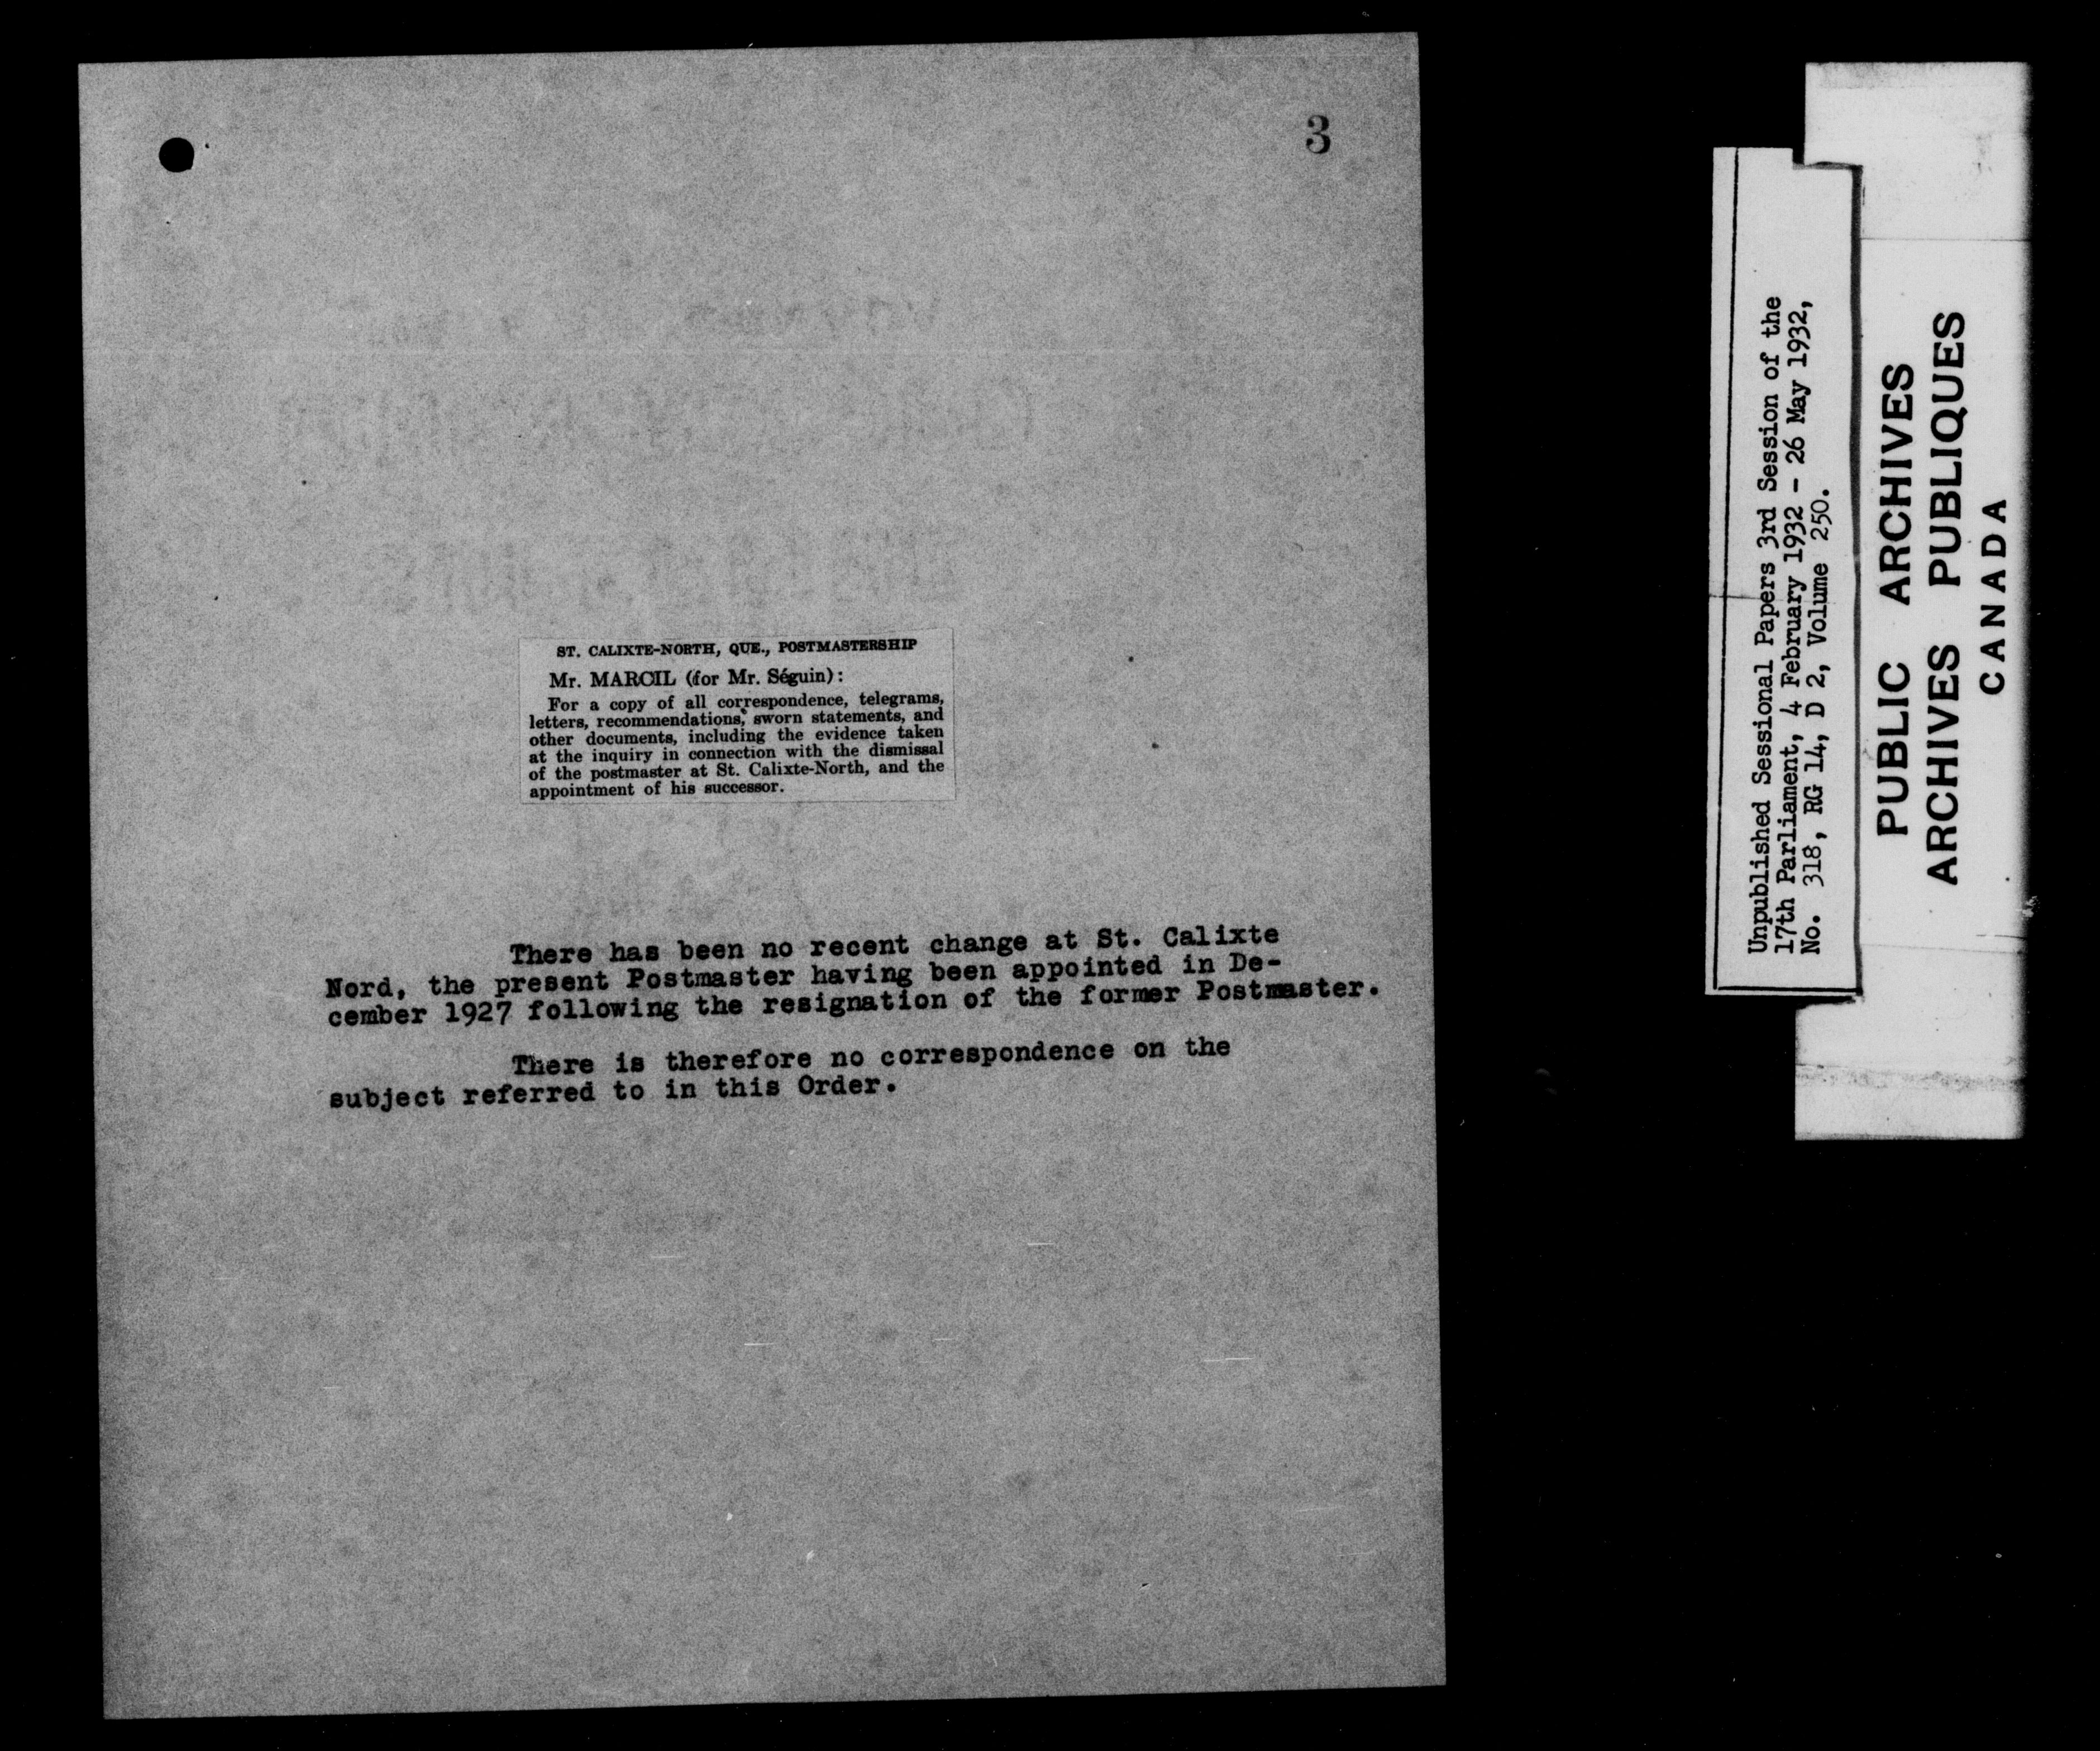 3
ST. CALIXTE-NORTH, QUE., POSTMASTERSHIP
Mr. MARCIL (for Mr. Séguin):
For a copy of all correspondence, telegrams,
letters, recommendations, sworn statements, and
other documents, including the evidence taken
at the inquiry in connection with the dismissal
of the postmaster at St. Calixte-North, and the
appointment of his successor.
There has been no recent change at St. Calixte
Nord, the present Postmaster having been appointed in De-
cember 1927 following the resignation of the former Postmaster.
There is therefore no correspondence on the
subject referred to in this Order.
Unpublished Sessional Papers 3rd Session of the
17th Parliament, 4 February 1932 - 26 May 1932,
No. 318, RG 14, D 2, Volume 250.
PUBLIC ARCHIVES
ARCHIVES PUBLIQUES
CANADA